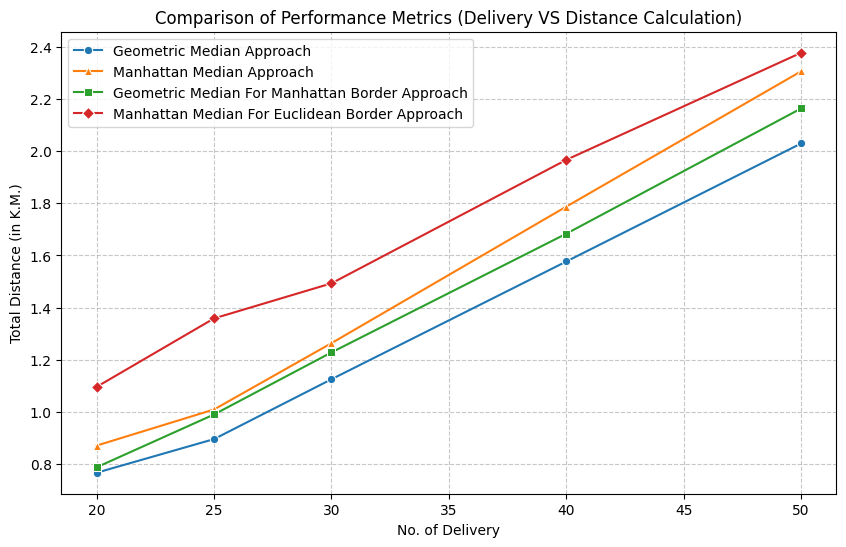 Comparison of Performance Metrics (Delivery VS Distance Calculation)
Geometric Median Approach
Manhattan Median Approach
Geometric Median For Manhattan Border Approach
Manhattan Median For Euclidean Border Approach
Total Distance (in K.M.)
2.4
2.2
2.0
1.8
1.6
1.4
1.2
1.0
0.8
20 25 30 35 40 45 50
No. of Delivery